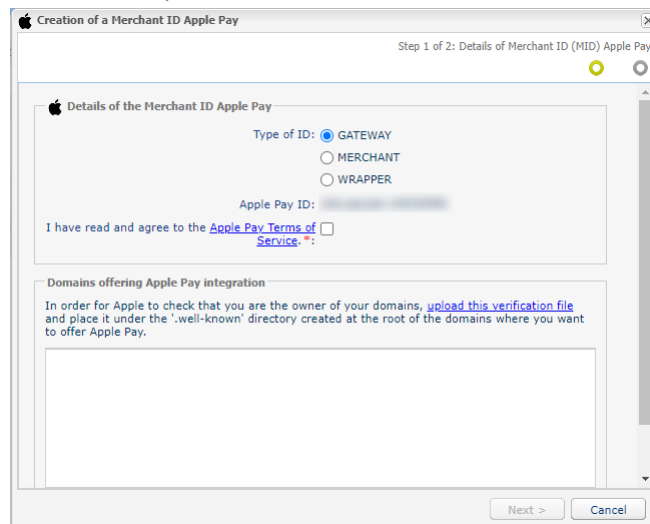 Creation of a Merchant ID Apple Pay
Step 1 of 2: Details of Merchant ID (MID) Apple Pay
Details of the Merchant ID Apple Pay
Type of ID: GATEWAY
MERCHANT
WRAPPER
Apple Pay ID:
I have read and agree to the Apple Pay Terms of
Service. *:
Domains offering Apple Pay integration
In order for Apple to check that you are the owner of your domains, upload this verification file
and place it under the '.well-known' directory created at the root of the domains where you want
to offer Apple Pay.
Next > Cancel